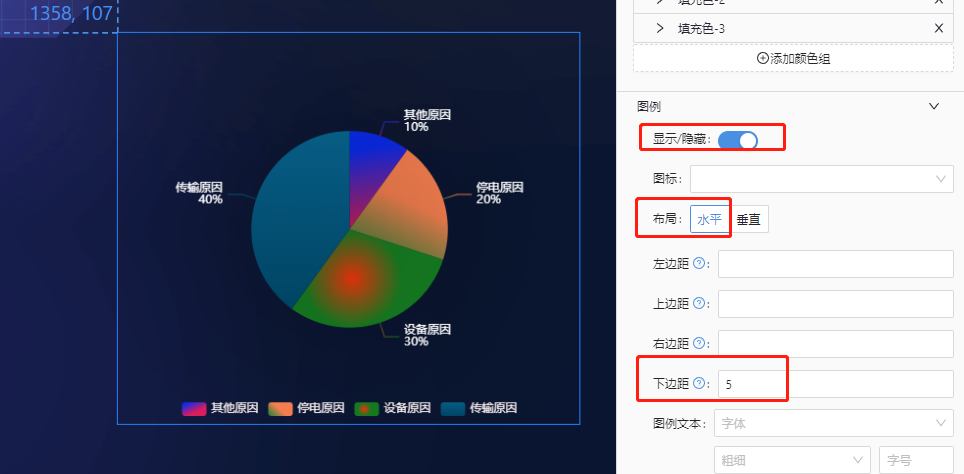 1358, 107
其他原因
10%
传输原因
40%
停电原因
20%
设备原因
30%
其他原因 停电原因 设备原因 传输原因
填充色-2
填充色-3
添加颜色组
图例
显示/隐藏:
图标:
布局: 水平 垂直
左边距 ?:
上边距 ?:
右边距 ?:
下边距 ?: 5
图例文本: 字体
粗细 字号